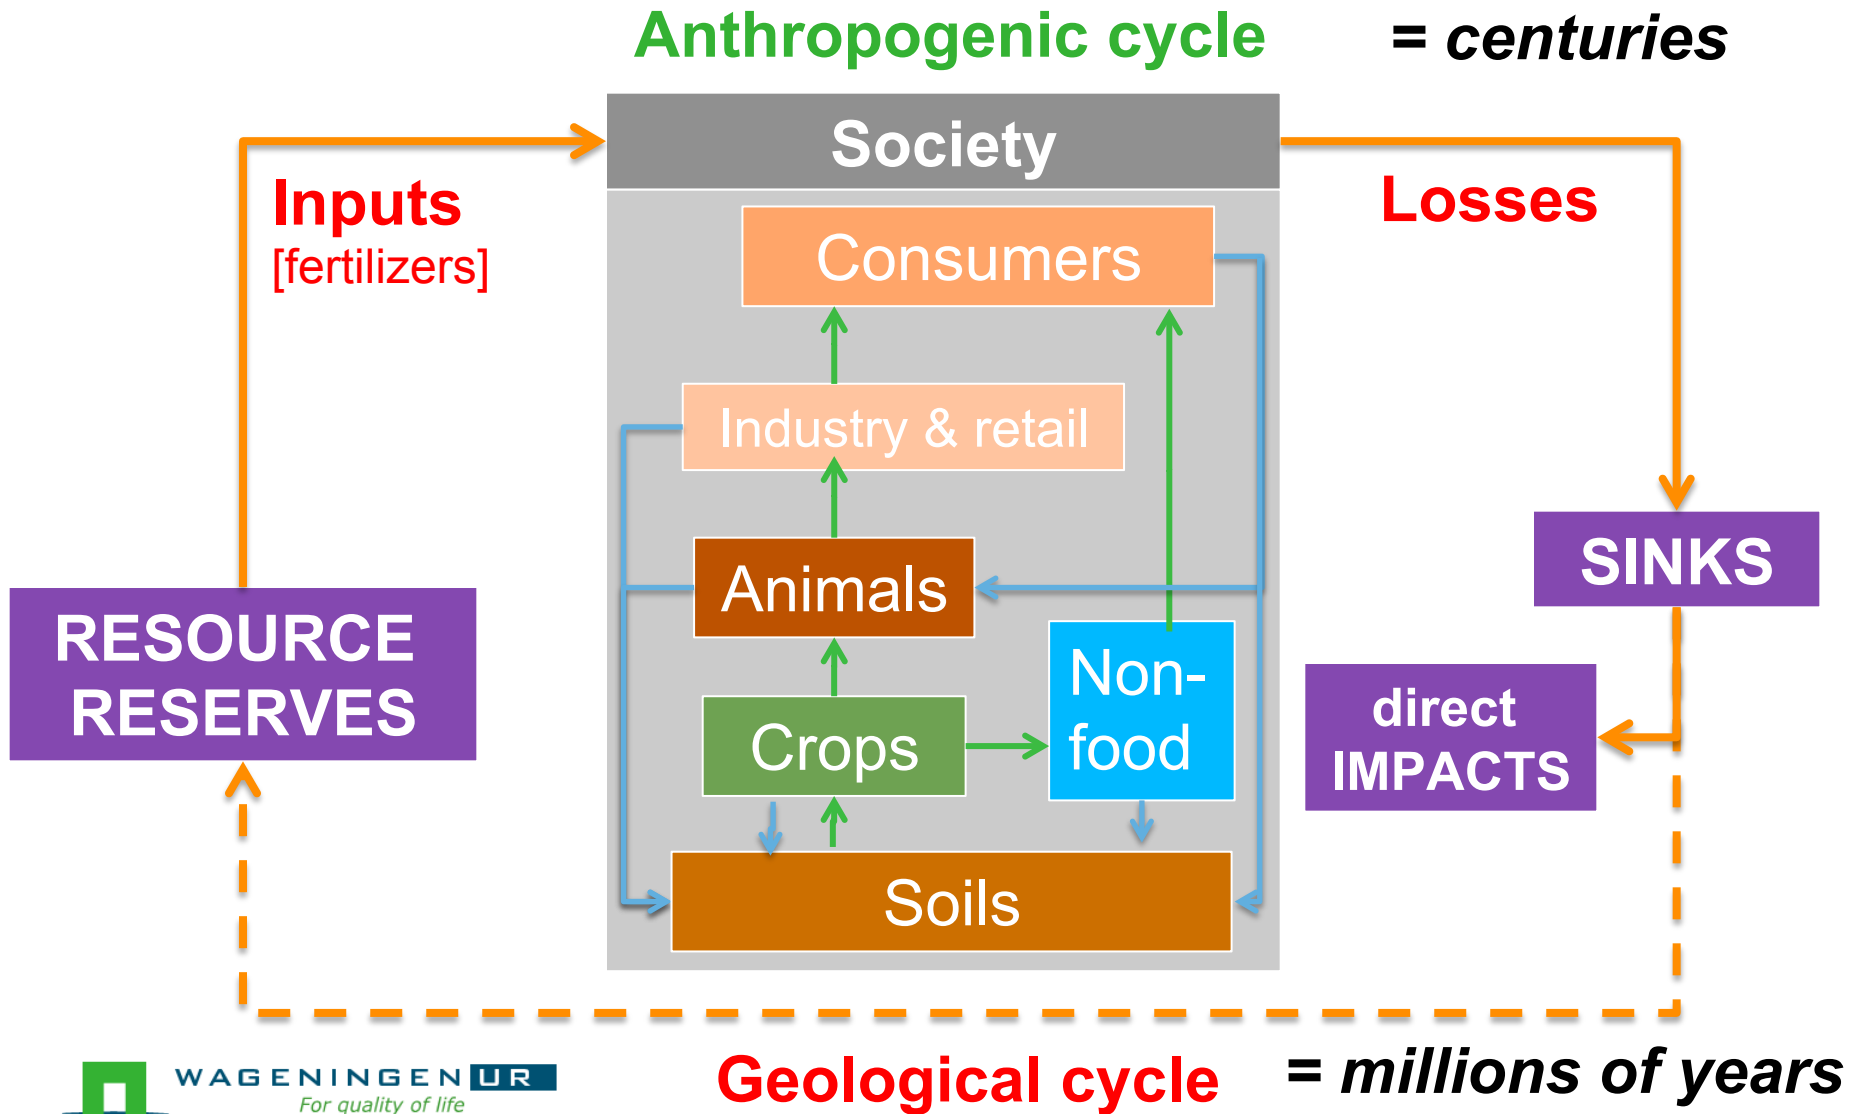 Anthropogenic cycle = centuries
Society
Inputs
[fertilizers]
Losses
Consumers
Industry & retail
Animals
SINKS
RESOURCE
RESERVES
Non-
food
direct
IMPACTS
Crops
Soils
Geological cycle = millions of years
WAGENINGEN UR
For quality of life